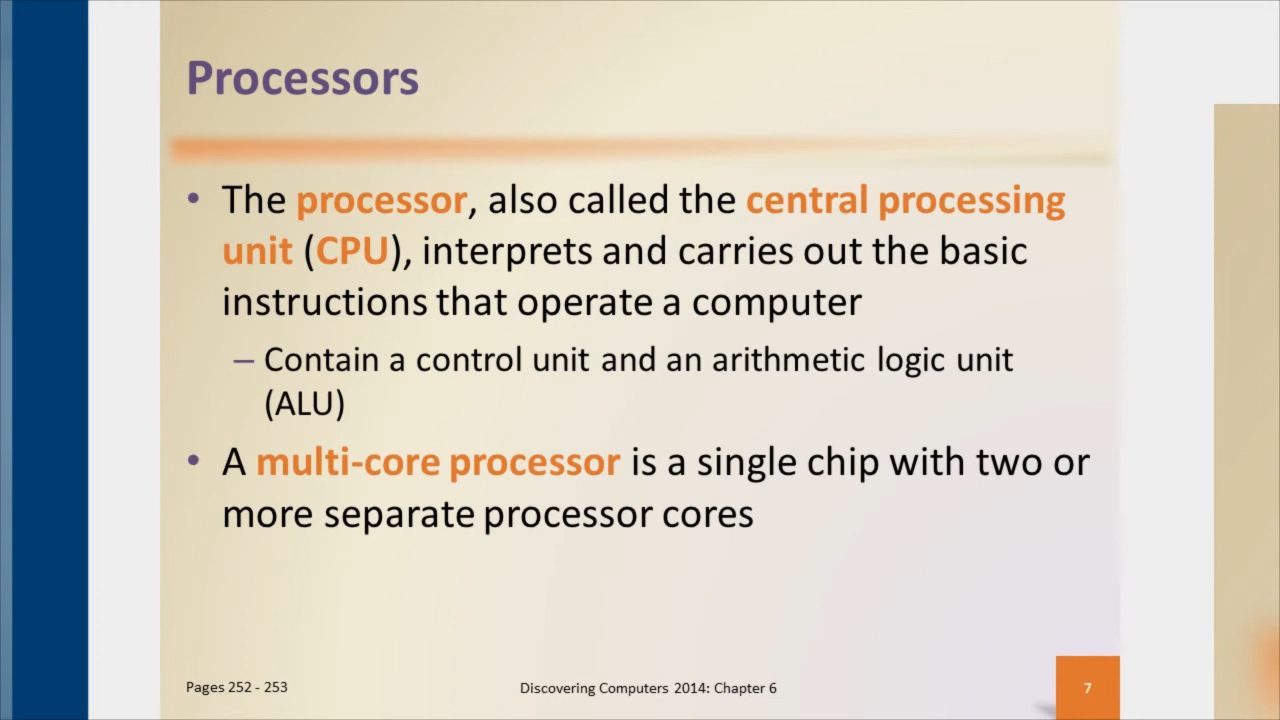 Processors
• The processor, also called the central processing
unit (CPU), interprets and carries out the basic
instructions that operate a computer
– Contain a control unit and an arithmetic logic unit
(ALU)
• A multi-core processor is a single chip with two or
more separate processor cores
Pages 252 - 253
Discovering Computers 2014: Chapter 6
7